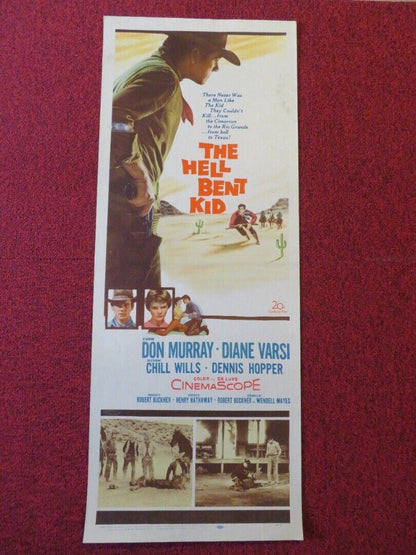 There Never Was
a Man Like
The Kid
They Couldn't
Kill...from
the Cimarron
to the Rio Grande
...from hell
to Texas!
THE
HELL
BENT
KID
20
DON MURRAY · DIANE VARSI
CHILL WILLS · DENNIS HOPPER
COLOR by DE LUXE
CINEMASCOPE
ROBERT BUCKNER · HENRY HATHAWAY · ROBERT BUCKNER and WENDELL MAYES